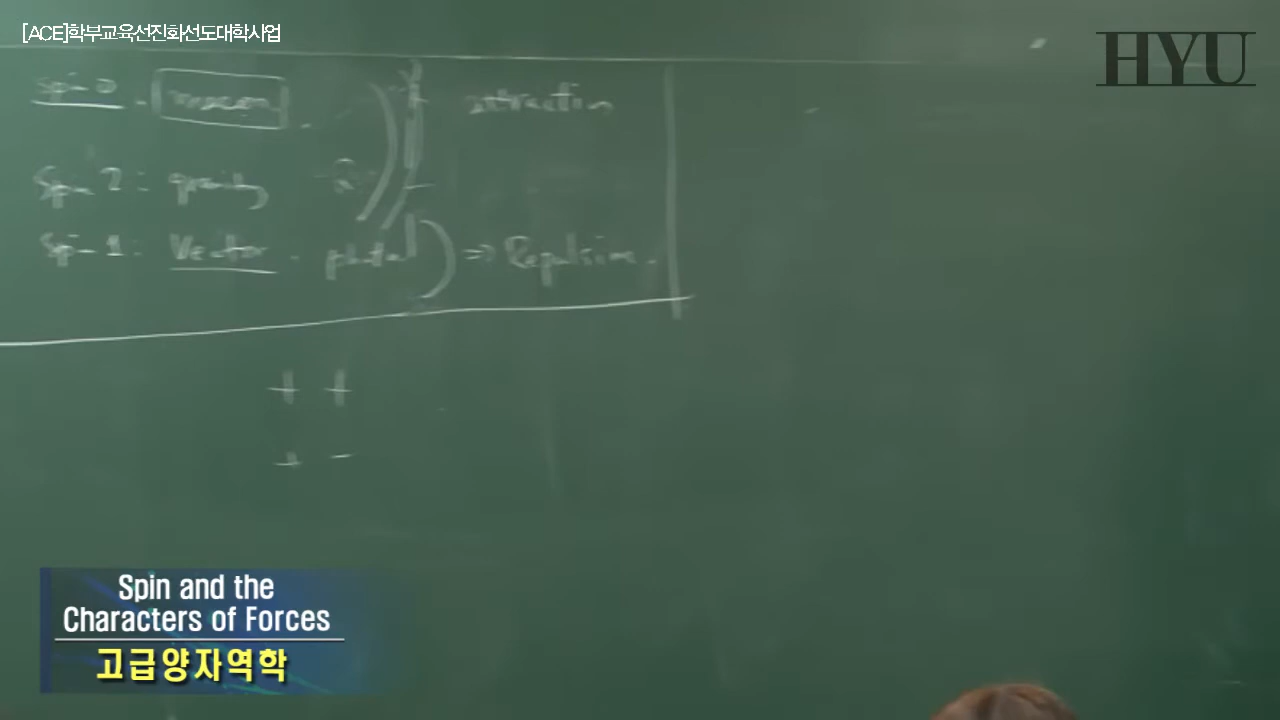 [ACE]학부교육선진화선도대학사업
HYU
Spin 0 : meson. attraction
Spin 2 : gravity
Spin 1 : Vector. photon ) ⇒ Repulsive.
+ +
+ -
Spin and the
Characters of Forces
고급양자역학